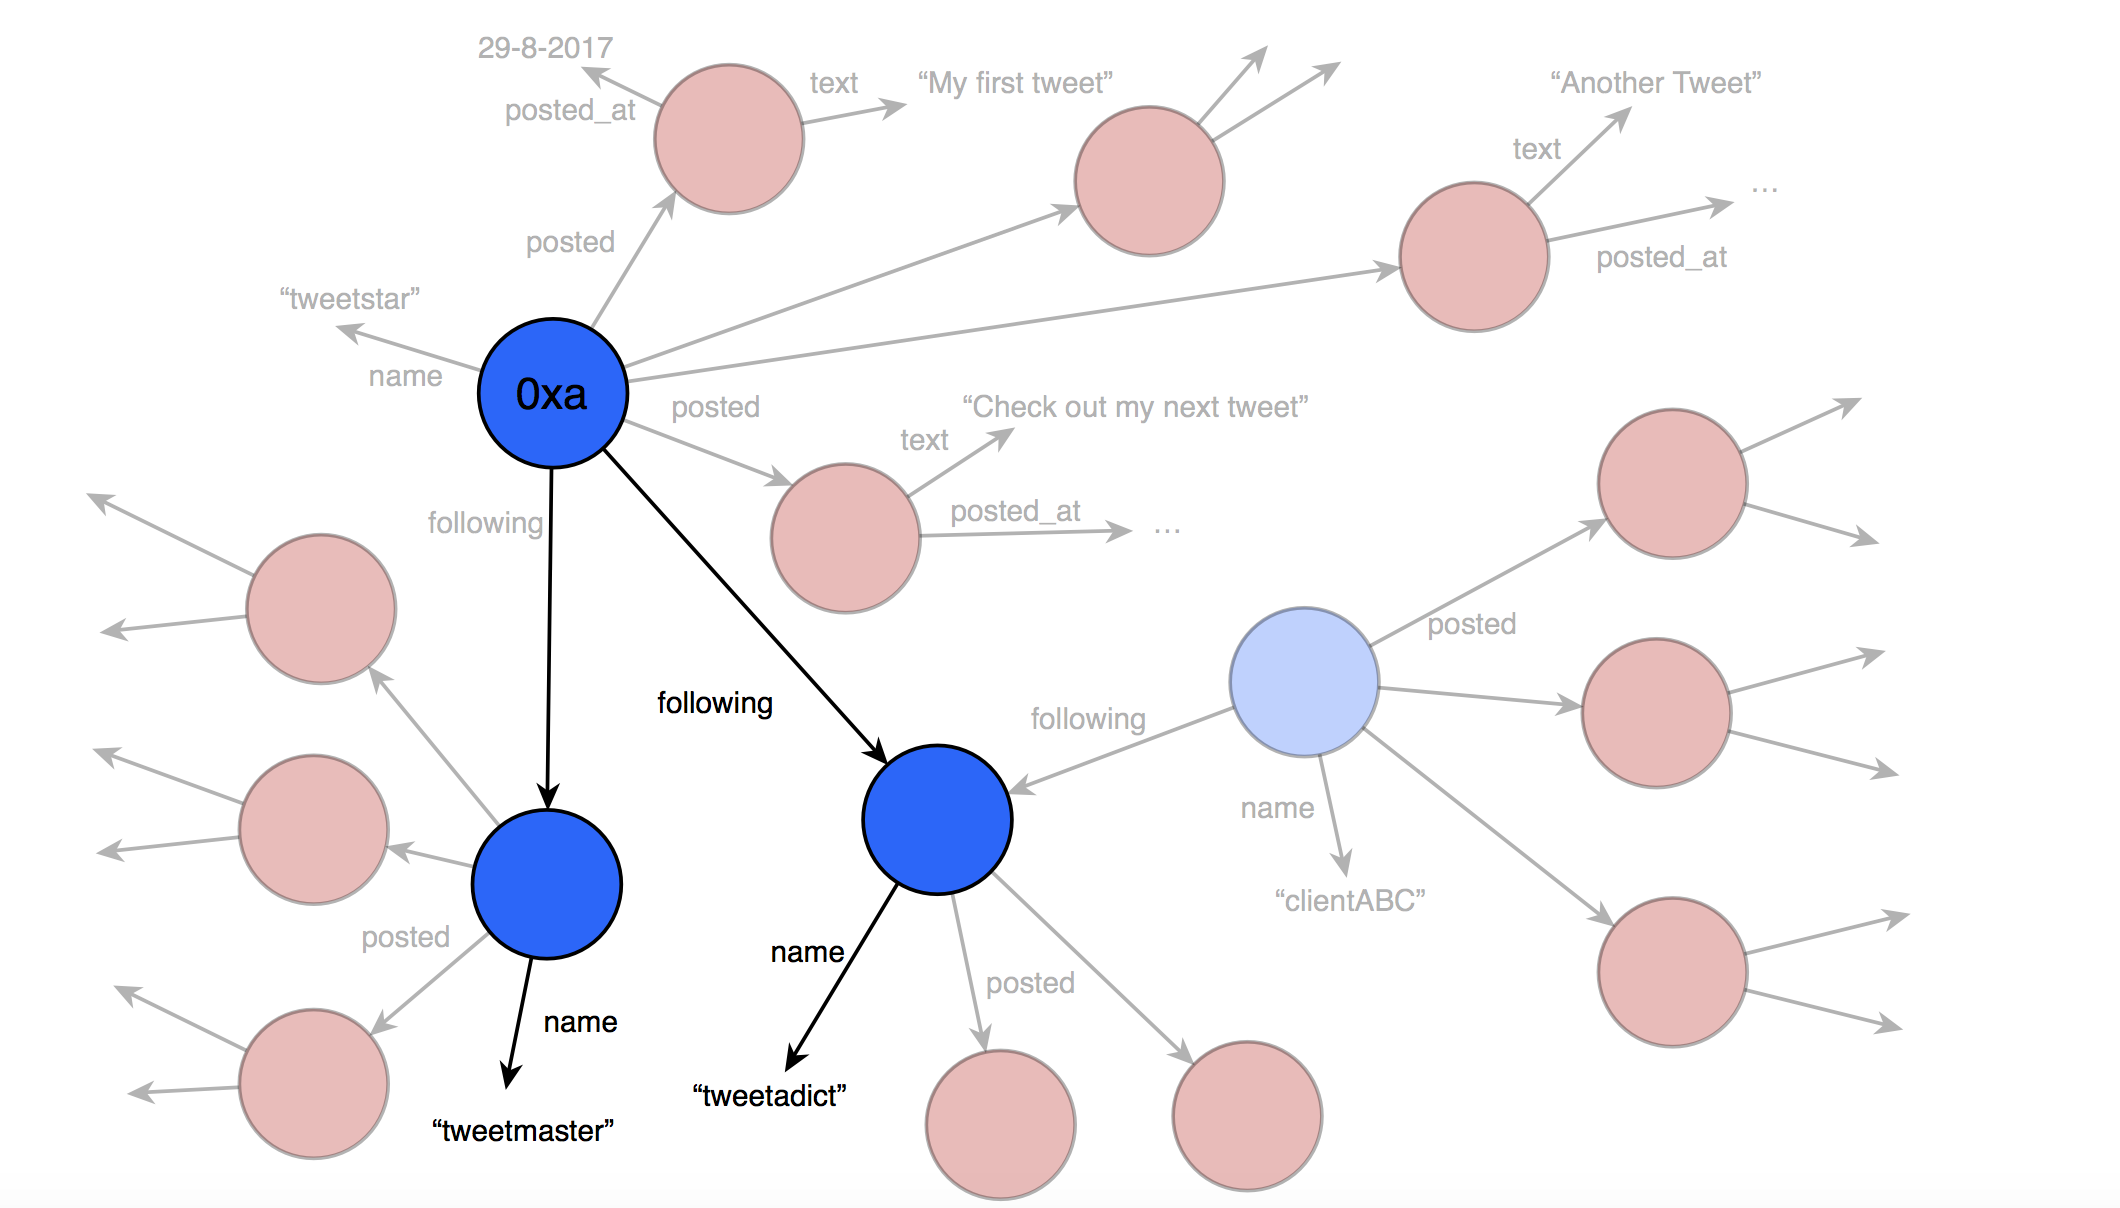 29-8-2017
posted_at
text
“My first tweet”
“Another Tweet”
text
...
posted_at
posted
“tweetstar”
name
0xa
posted
“Check out my next tweet”
text
posted_at
...
following
following
following
posted
name
“clientABC”
posted
name
“tweetmaster”
name
“tweetadict”
posted